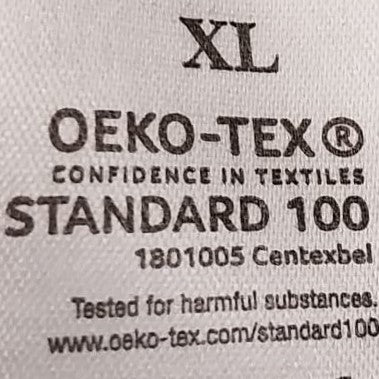 XL
OEKO-TEX®
CONFIDENCE IN TEXTILES
STANDARD 100
1801005 Centexbel
Tested for harmful substances.
www.oeko-tex.com/standard100